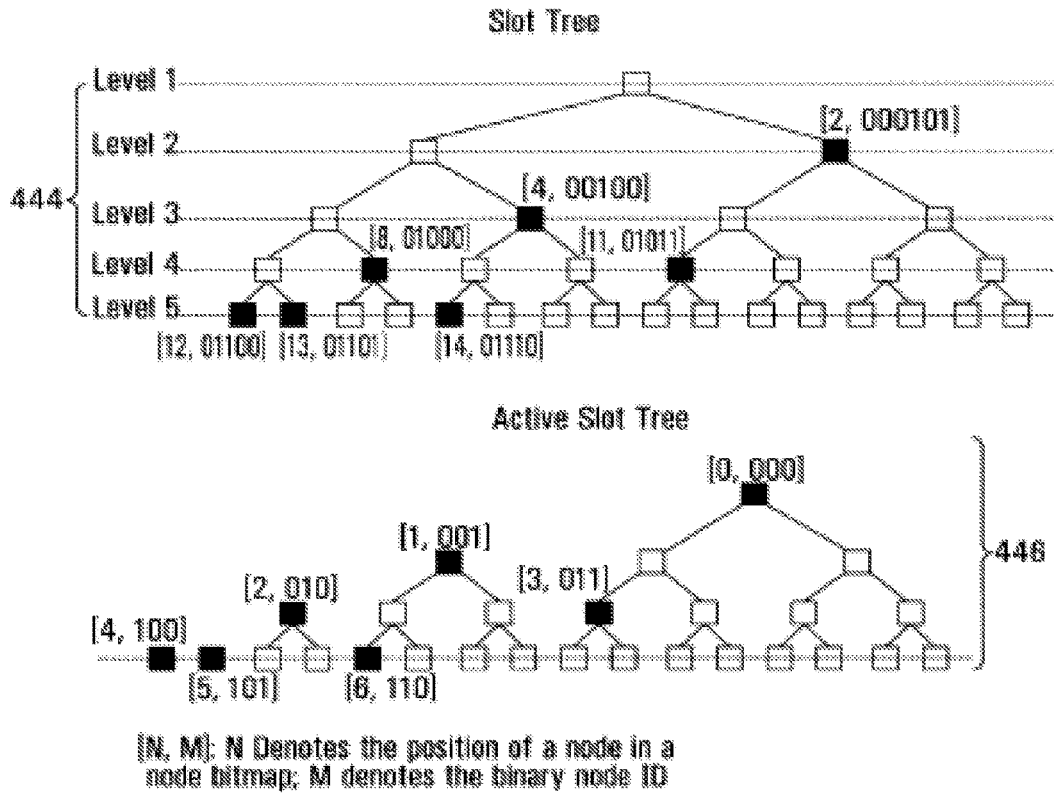 Slot Tree
Level 1
[2, 000101]
Level 2
444
[4, 00100]
Level 3
[8, 01000]
[11, 01011]
Level 4
Level 5
[12, 01100]
[13, 01101]
[14, 01110]
Active Slot Tree
[0, 000]
[1, 001]
446
[2, 010]
[3, 011]
[4, 100]
[5, 101]
[6, 110]
[N, M]; N Denotes the position of a node in a
node bitmap; M denotes the binary node ID